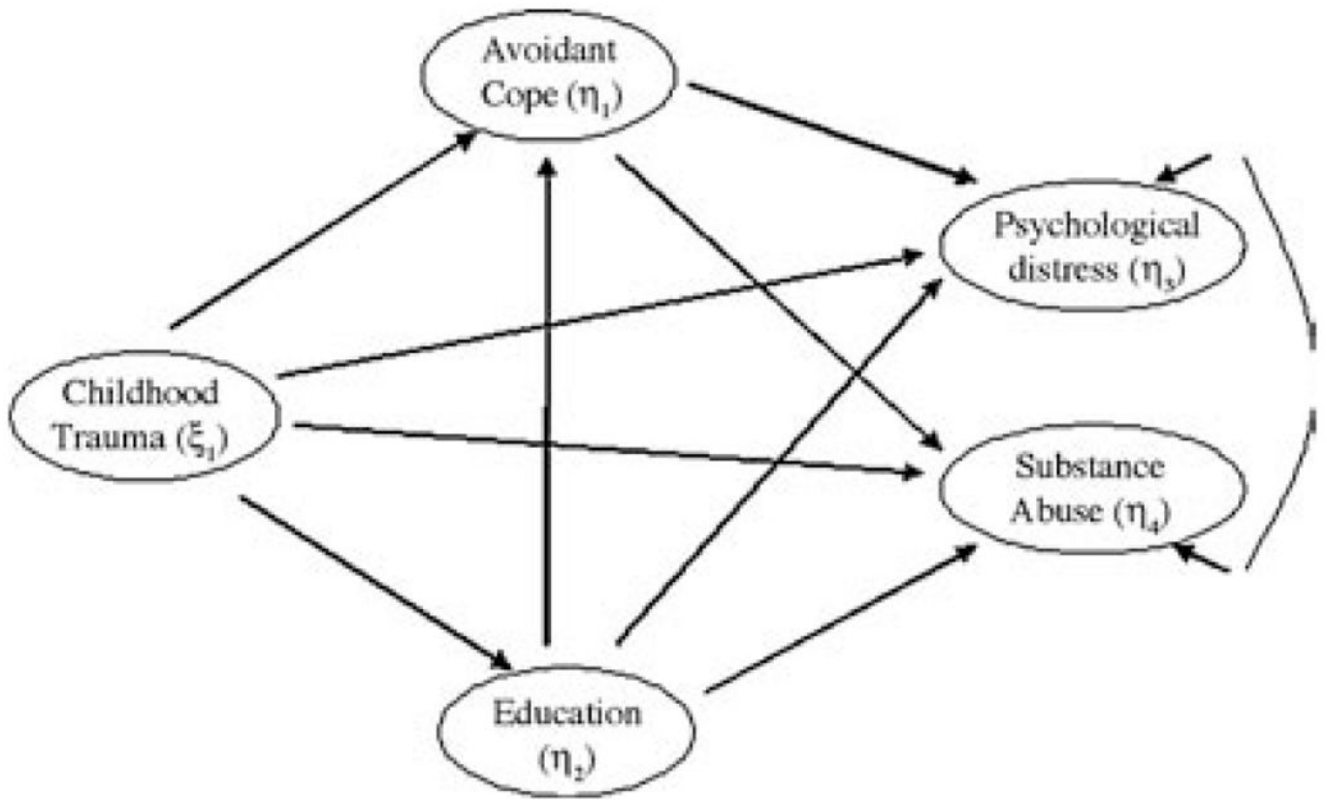 Avoidant
Cope (η₁)
Psychological
distress (η₃)
Childhood
Trauma (ξ₁)
Substance
Abuse (η₄)
Education
(η₂)